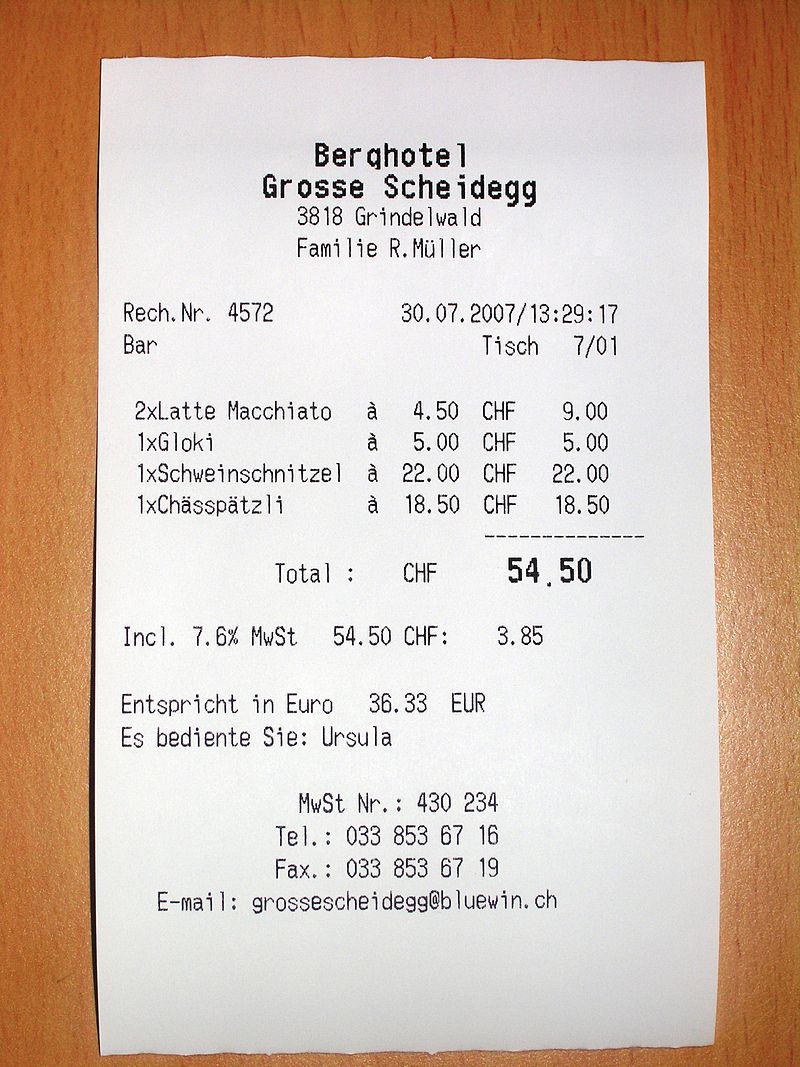 Berghotel
Grosse Scheidegg
3818 Grindelwald
Familie R.Müller
Rech.Nr. 4572 30.07.2007/13:29:17
Bar Tisch 7/01
2xLatte Macchiato à 4.50 CHF 9.00
1xGloki à 5.00 CHF 5.00
1xSchweinschnitzel à 22.00 CHF 22.00
1xChässpätzli à 18.50 CHF 18.50
Total : CHF 54.50
Incl. 7.6% MwSt 54.50 CHF: 3.85
Entspricht in Euro 36.33 EUR
Es bediente Sie: Ursula
MwSt Nr.: 430 234
Tel.: 033 853 67 16
Fax.: 033 853 67 19
E-mail: grossescheidegg@bluewin.ch